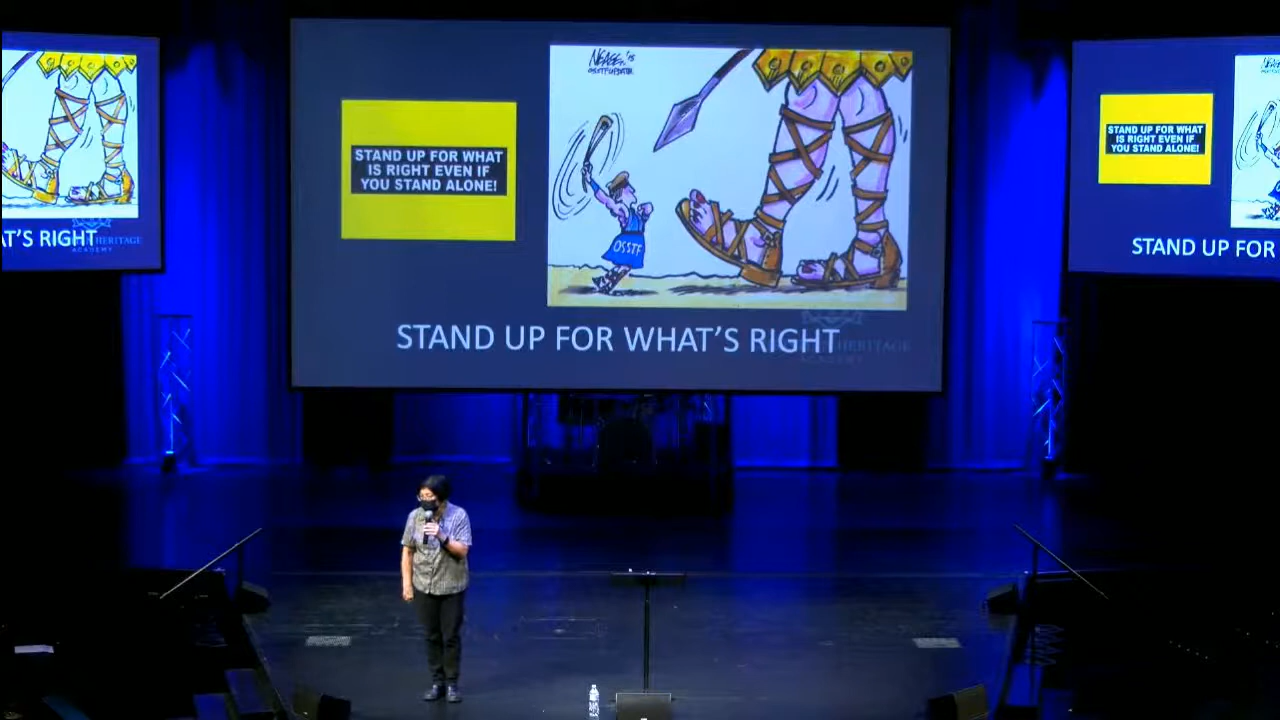 STAND UP FOR WHAT
IS RIGHT EVEN IF
YOU STAND ALONE!
OSSTF
STAND UP FOR WHAT'S RIGHT
HERITAGE
ACADEMY
T'S RIGHT
HERITAGE
ACADEMY
STAND UP FOR WHAT
IS RIGHT EVEN IF
YOU STAND ALONE!
STAND UP FOR